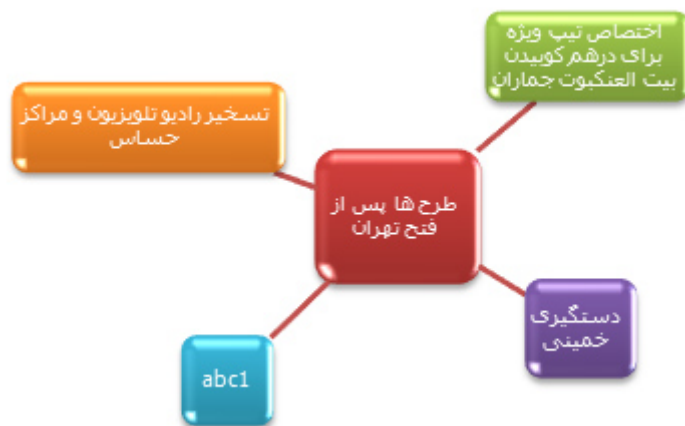 اختصاص تیپ ویژه
برای درهم کوبیدن
بیت العنکبوت جماران
تسخیر رادیو تلویزیون و مراکز
حساس
طرح ها پس از
فتح تهران
دستگیری
خمینی
abc1